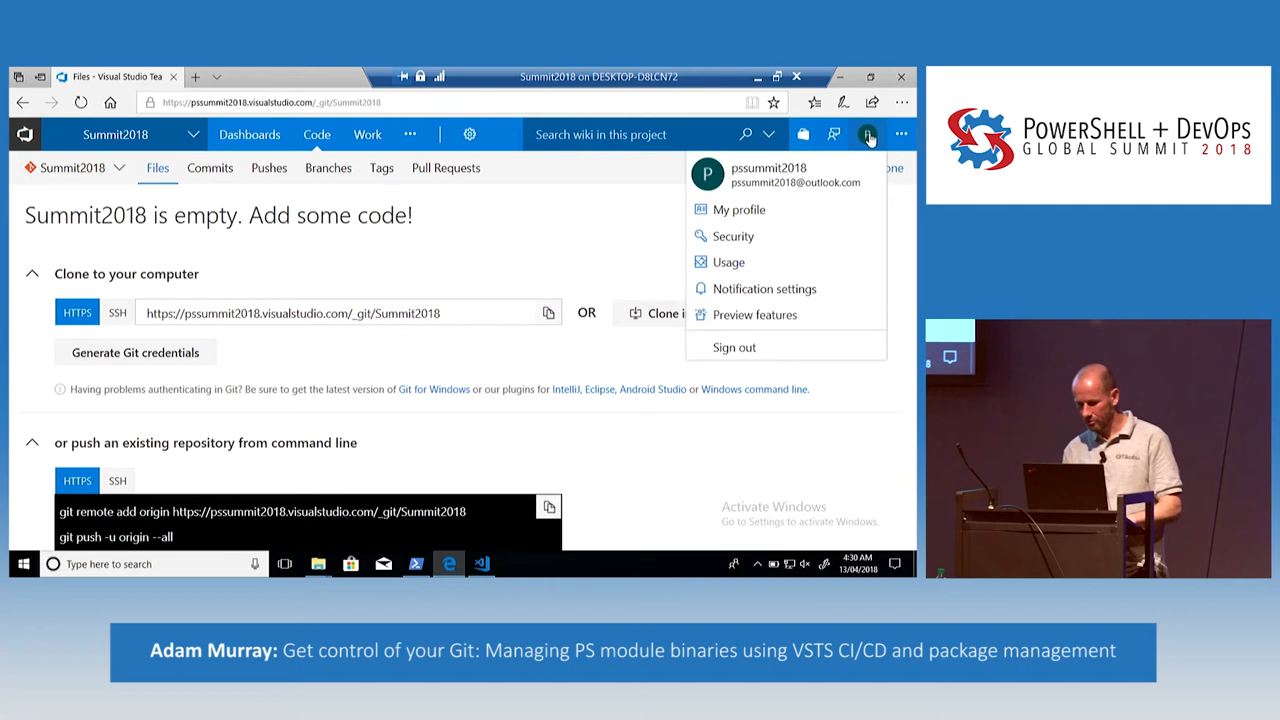 Files - Visual Studio Tea
Summit2018 on DESKTOP-D8LCN72
https://pssummit2018.visualstudio.com/_git/Summit2018
Summit2018
Dashboards
Code
Work
Search wiki in this project
Summit2018
Files
Commits
Pushes
Branches
Tags
Pull Requests
one
P
pssummit2018
pssummit2018@outlook.com
My profile
Security
Usage
Notification settings
Preview features
Sign out
Summit2018 is empty. Add some code!
Clone to your computer
HTTPS
SSH
https://pssummit2018.visualstudio.com/_git/Summit2018
OR
Clone i
Generate Git credentials
Having problems authenticating in Git? Be sure to get the latest version of Git for Windows or our plugins for IntelliJ, Eclipse, Android Studio or Windows command line.
or push an existing repository from command line
HTTPS
SSH
git remote add origin https://pssummit2018.visualstudio.com/_git/Summit2018
git push -u origin --all
Activate Windows
Go to Settings to activate Windows.
Type here to search
4:30 AM
13/04/2018
PowerShell + DevOps
Global Summit 2018
Adam Murray: Get control of your Git: Managing PS module binaries using VSTS CI/CD and package management